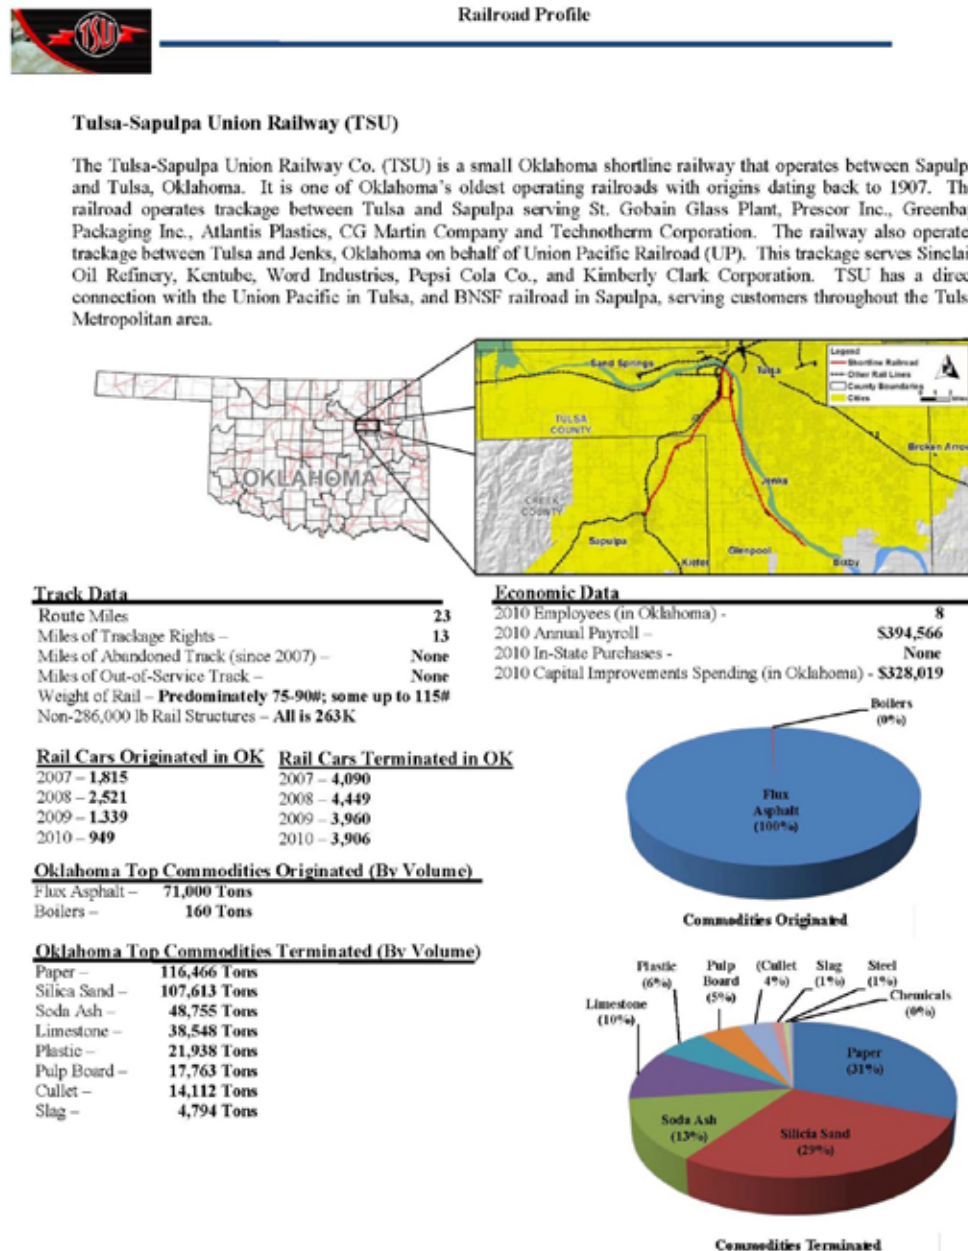 TSU
Railroad Profile
Tulsa-Sapulpa Union Railway (TSU)
The Tulsa-Sapulpa Union Railway Co. (TSU) is a small Oklahoma shortline railway that operates between Sapulp
and Tulsa, Oklahoma. It is one of Oklahoma's oldest operating railroads with origins dating back to 1907. Th
railroad operates trackage between Tulsa and Sapulpa serving St. Gobain Glass Plant, Prescor Inc., Greenba
Packaging Inc., Atlantis Plastics, CG Martin Company and Technotherm Corporation. The railway also operate
trackage between Tulsa and Jenks, Oklahoma on behalf of Union Pacific Railroad (UP). This trackage serves Sinclai
Oil Refinery, Kentube, Word Industries, Pepsi Cola Co., and Kimberly Clark Corporation. TSU has a direc
connection with the Union Pacific in Tulsa, and BNSF railroad in Sapulpa, serving customers throughout the Tuls
Metropolitan area.
OKLAHOMA
Sand Springs
Tulsa
TULSA
COUNTY
Broken Arrow
CREEK
COUNTY
Jenks
Sapulpa
Kiefer
Glenpool
Bixby
Legend
Shortline Railroad
Other Rail Lines
County Boundaries
Cities
Track Data
Route Miles 23
Miles of Trackage Rights – 13
Miles of Abandoned Track (since 2007) – None
Miles of Out-of-Service Track – None
Weight of Rail – Predominately 75-90#; some up to 115#
Non-286,000 lb Rail Structures – All is 263K
Economic Data
2010 Employees (in Oklahoma) - 8
2010 Annual Payroll – $394,566
2010 In-State Purchases - None
2010 Capital Improvements Spending (in Oklahoma) - $328,019
Rail Cars Originated in OK
2007 – 1,815
2008 – 2,521
2009 – 1.339
2010 – 949
Rail Cars Terminated in OK
2007 – 4,090
2008 – 4,449
2009 – 3,960
2010 – 3,906
Oklahoma Top Commodities Originated (By Volume)
Flux Asphalt – 71,000 Tons
Boilers – 160 Tons
Oklahoma Top Commodities Terminated (By Volume)
Paper – 116,466 Tons
Silica Sand – 107,613 Tons
Soda Ash – 48,755 Tons
Limestone – 38,548 Tons
Plastic – 21,938 Tons
Pulp Board – 17,763 Tons
Cullet – 14,112 Tons
Slag – 4,794 Tons
Boilers
(0%)
Flux
Asphalt
(100%)
Commodities Originated
Plastic
(6%)
Pulp
Board
(5%)
(Cullet
4%)
Slag
(1%)
Steel
(1%)
Chemicals
(0%)
Limestone
(10%)
Paper
(31%)
Soda Ash
(13%)
Silicia Sand
(29%)
Commodities Terminated